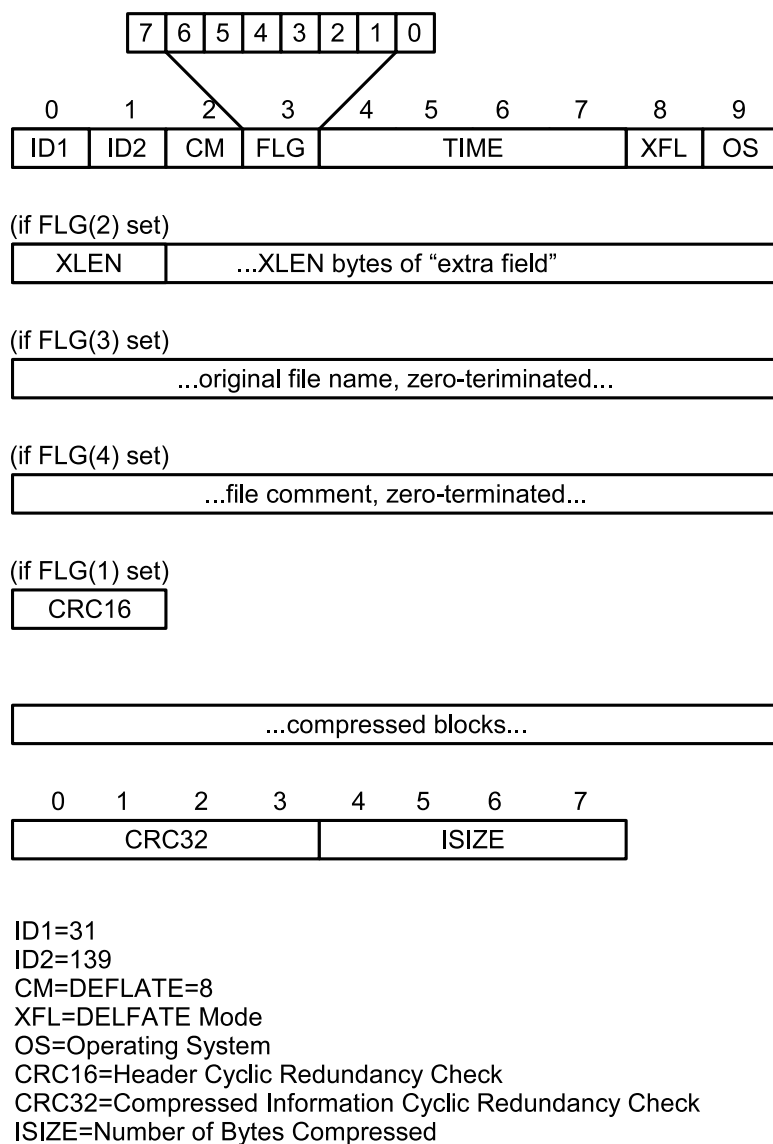 7 6 5 4 3 2 1 0
0 1 2 3 4 5 6 7 8 9
ID1 ID2 CM FLG TIME XFL OS
(if FLG(2) set)
XLEN ...XLEN bytes of “extra field”
(if FLG(3) set)
...original file name, zero-teriminated...
(if FLG(4) set)
...file comment, zero-terminated...
(if FLG(1) set)
CRC16
...compressed blocks...
0 1 2 3 4 5 6 7
CRC32 ISIZE
ID1=31
ID2=139
CM=DEFLATE=8
XFL=DELFATE Mode
OS=Operating System
CRC16=Header Cyclic Redundancy Check
CRC32=Compressed Information Cyclic Redundancy Check
ISIZE=Number of Bytes Compressed